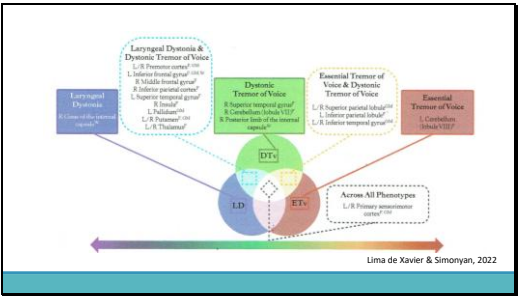 Laryngeal
Dystonia
R Genu of the internal
capsule
Laryngeal Dystonia &
Dystonic Tremor of Voice
L/R Premotor cortex
L Inferior frontal gyrus
R Middle frontal gyrus
R Inferior parietal cortex
L Superior temporal gyrus
R Insula
L Pallidum
L/R Putamen
L/R Thalamus
Dystonic
Tremor of Voice
R Superior temporal gyrus
R Cerebellum (lobule VII)
R Posterior limb of the internal
capsule
Essential Tremor of
Voice & Dystonic
Tremor of Voice
L/R Superior parietal lobule
L Inferior parietal lobule
L/R Inferior temporal gyrus
Essential
Tremor of Voice
L Cerebellum
(lobule VIII)
DTv
LD
ETv
Across All Phenotypes
L/R Primary sensorimotor
cortex
Lima de Xavier & Simonyan, 2022